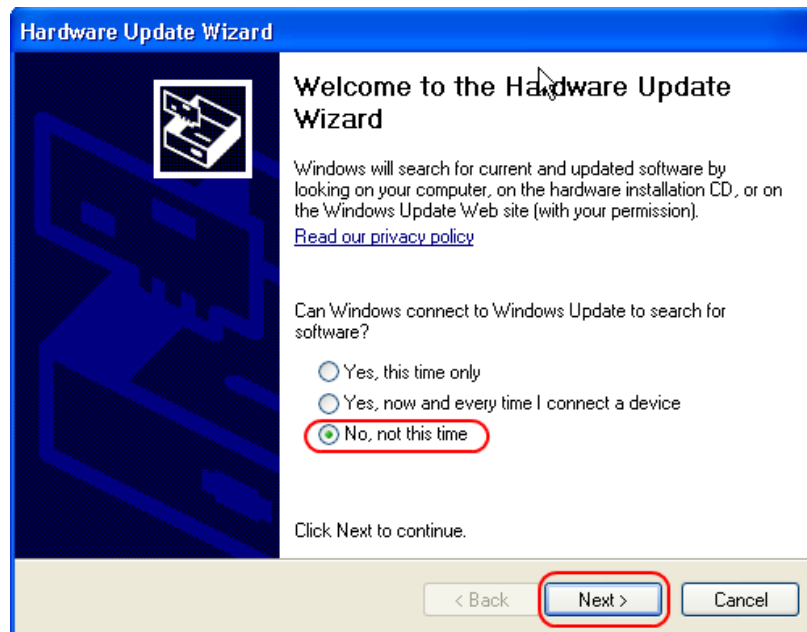 Hardware Update Wizard
Welcome to the Hardware Update
Wizard
Windows will search for current and updated software by
looking on your computer, on the hardware installation CD, or on
the Windows Update Web site (with your permission).
Read our privacy policy
Can Windows connect to Windows Update to search for
software?
Yes, this time only
Yes, now and every time I connect a device
No, not this time
Click Next to continue.
< Back Next > Cancel